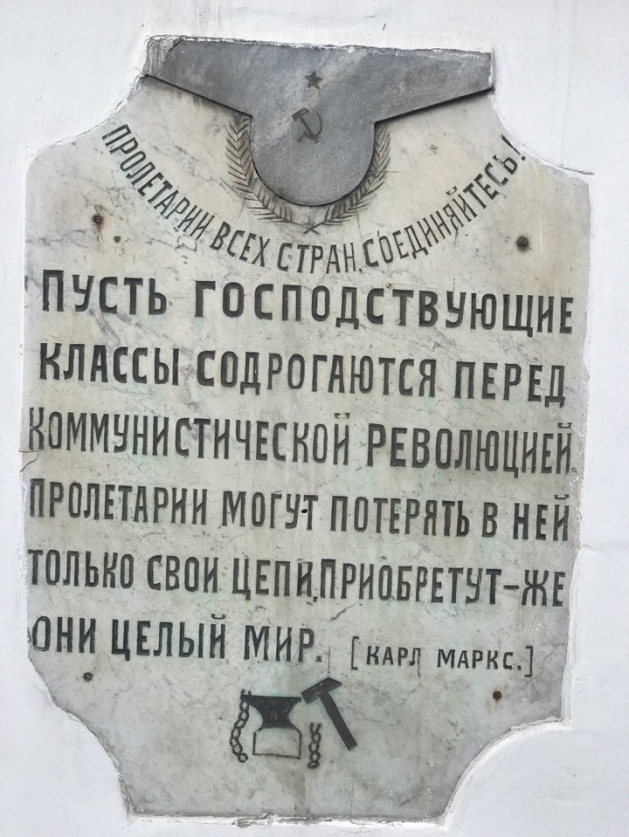 ПРОЛЕТАРИИ ВСЕХ СТРАН, СОЕДИНЯЙТЕСЬ!
ПУСТЬ ГОСПОДСТВУЮЩИЕ
КЛАССЫ СОДРОГАЮТСЯ ПЕРЕД
КОММУНИСТИЧЕСКОЙ РЕВОЛЮЦИЕЙ.
ПРОЛЕТАРИИ МОГУТ ПОТЕРЯТЬ В НЕЙ
ТОЛЬКО СВОИ ЦЕПИ, ПРИОБРЕТУТ-ЖЕ
ОНИ ЦЕЛЫЙ МИР. [КАРЛ МАРКС.]